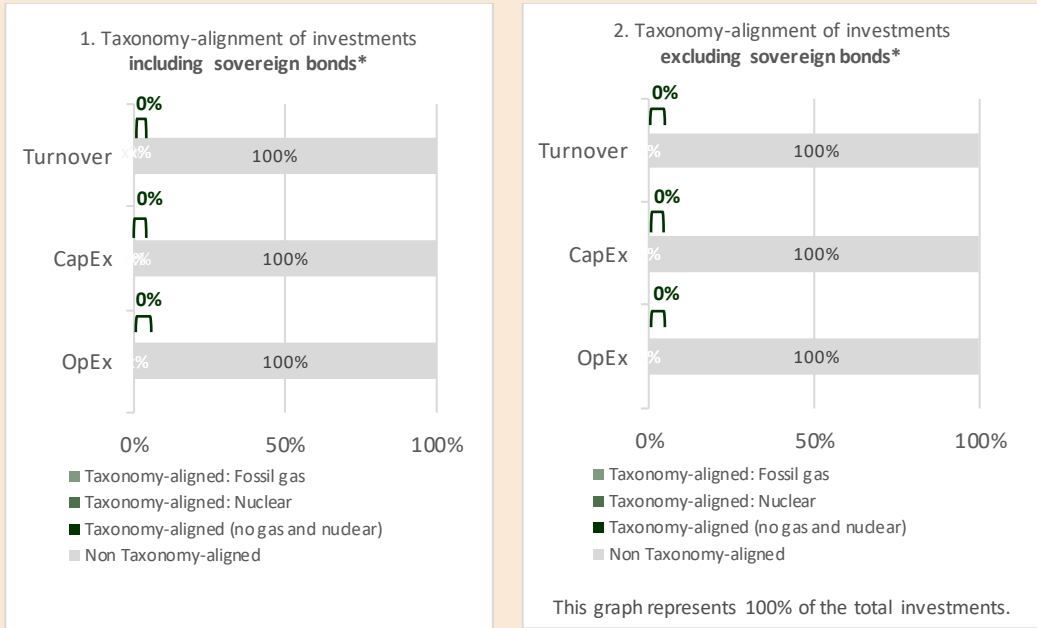 1. Taxonomy-alignment of investments
including sovereign bonds*
0%
Turnover
100%
0%
CapEx
100%
0%
OpEx
100%
0%
50%
100%
Taxonomy-aligned: Fossil gas
Taxonomy-aligned: Nuclear
Taxonomy-aligned (no gas and nuclear)
Non Taxonomy-aligned
2. Taxonomy-alignment of investments
excluding sovereign bonds*
0%
Turnover
%
100%
0%
CapEx
%
100%
0%
OpEx
%
100%
0%
50%
100%
Taxonomy-aligned: Fossil gas
Taxonomy-aligned: Nuclear
Taxonomy-aligned (no gas and nuclear)
Non Taxonomy-aligned
This graph represents 100% of the total investments.